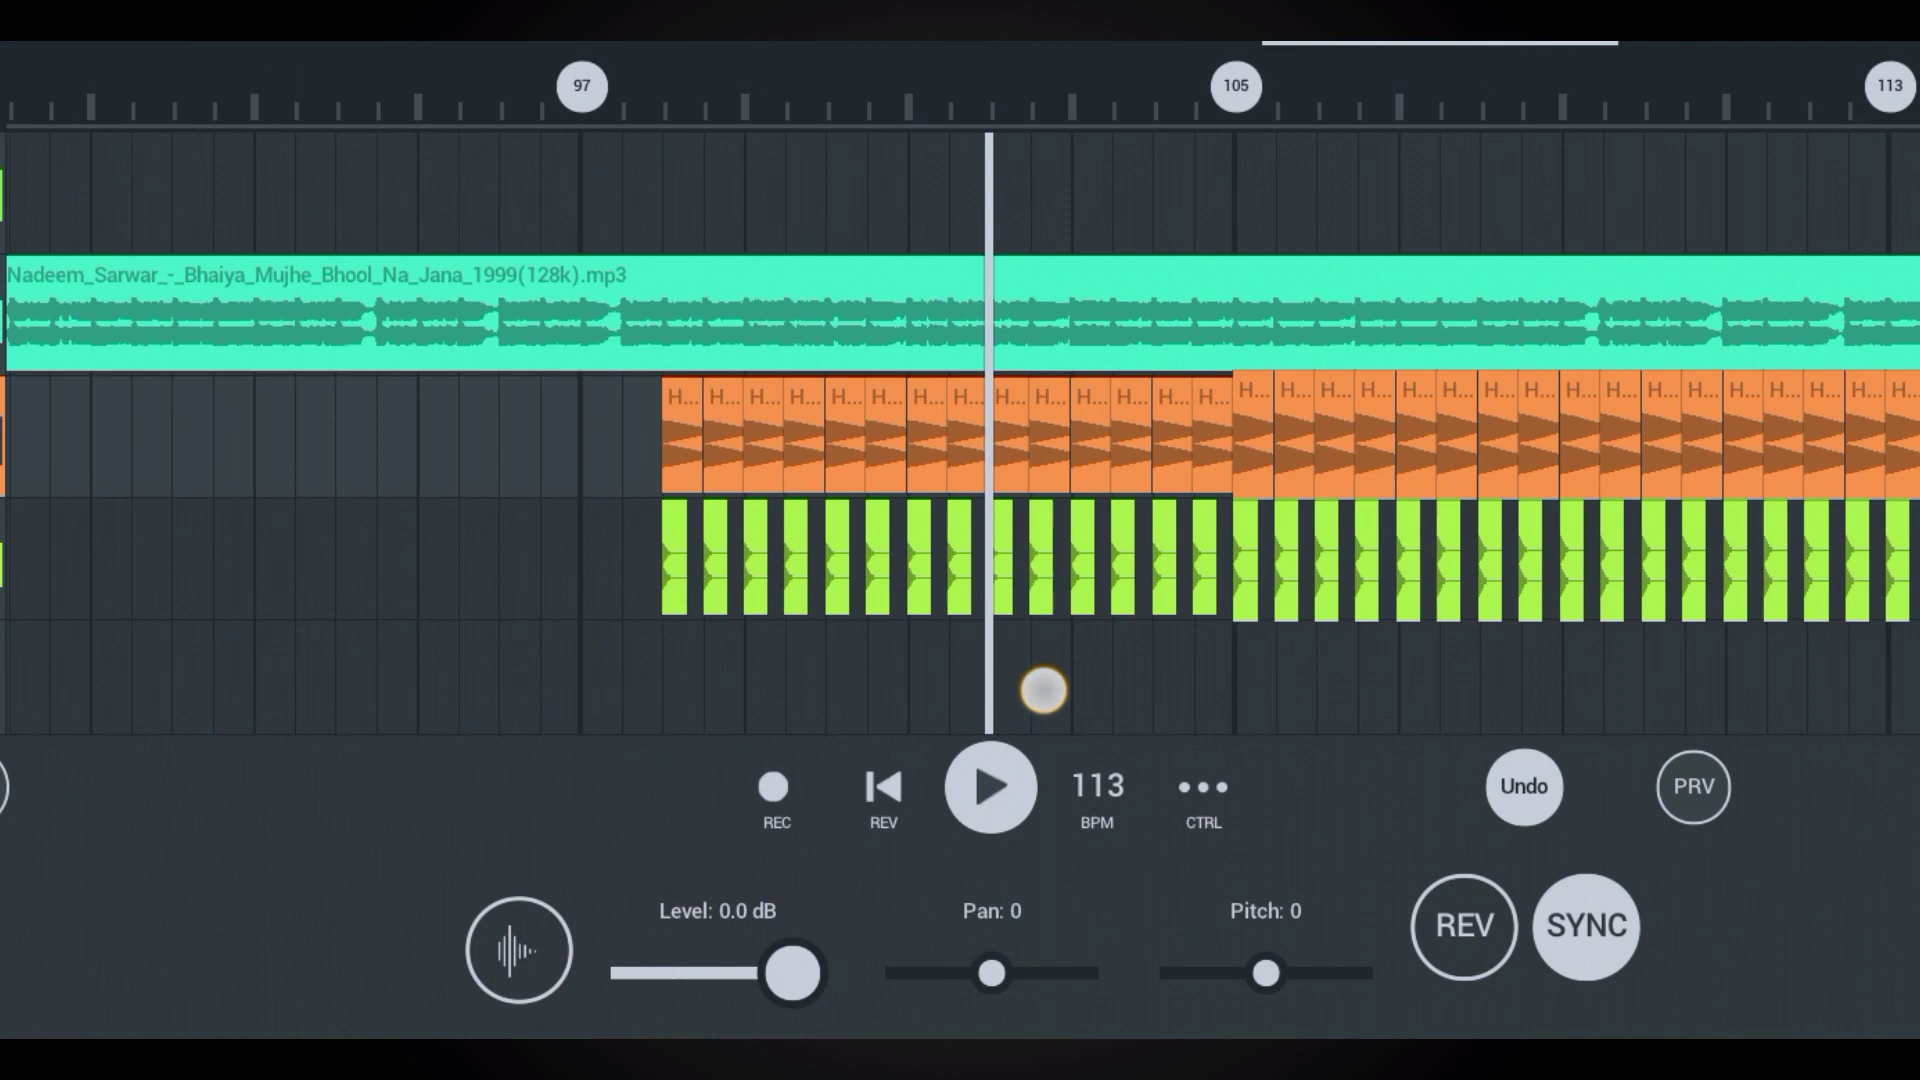 97
105
113
Nadeem_Sarwar_-_Bhaiya_Mujhe_Bhool_Na_Jana_1999(128k).mp3
H... H... H... H... H... H... H... H... H... H... H... H... H... H... H... H... H... H... H... H... H... H... H... H... H... H... H... H... H... H... H...
113
Undo
PRV
REC
REV
BPM
CTRL
Level: 0.0 dB
Pan: 0
Pitch: 0
REV
SYNC